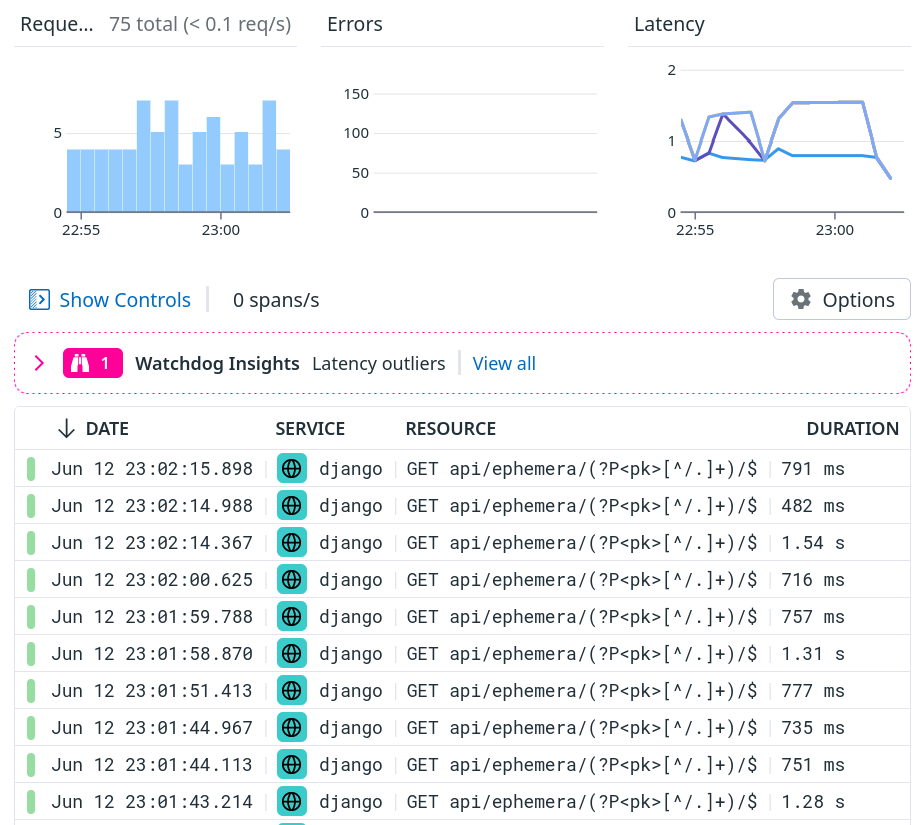 Reque... 75 total (< 0.1 req/s) Errors Latency
5
0
22:55 23:00
150
100
50
0
2
1
0
22:55 23:00
Show Controls 0 spans/s Options
1 Watchdog Insights Latency outliers View all
DATE SERVICE RESOURCE DURATION
Jun 12 23:02:15.898 django GET api/ephemera/(?P<pk>[^/.]+)/$ 791 ms
Jun 12 23:02:14.988 django GET api/ephemera/(?P<pk>[^/.]+)/$ 482 ms
Jun 12 23:02:14.367 django GET api/ephemera/(?P<pk>[^/.]+)/$ 1.54 s
Jun 12 23:02:00.625 django GET api/ephemera/(?P<pk>[^/.]+)/$ 716 ms
Jun 12 23:01:59.788 django GET api/ephemera/(?P<pk>[^/.]+)/$ 757 ms
Jun 12 23:01:58.870 django GET api/ephemera/(?P<pk>[^/.]+)/$ 1.31 s
Jun 12 23:01:51.413 django GET api/ephemera/(?P<pk>[^/.]+)/$ 777 ms
Jun 12 23:01:44.967 django GET api/ephemera/(?P<pk>[^/.]+)/$ 735 ms
Jun 12 23:01:44.113 django GET api/ephemera/(?P<pk>[^/.]+)/$ 751 ms
Jun 12 23:01:43.214 django GET api/ephemera/(?P<pk>[^/.]+)/$ 1.28 s